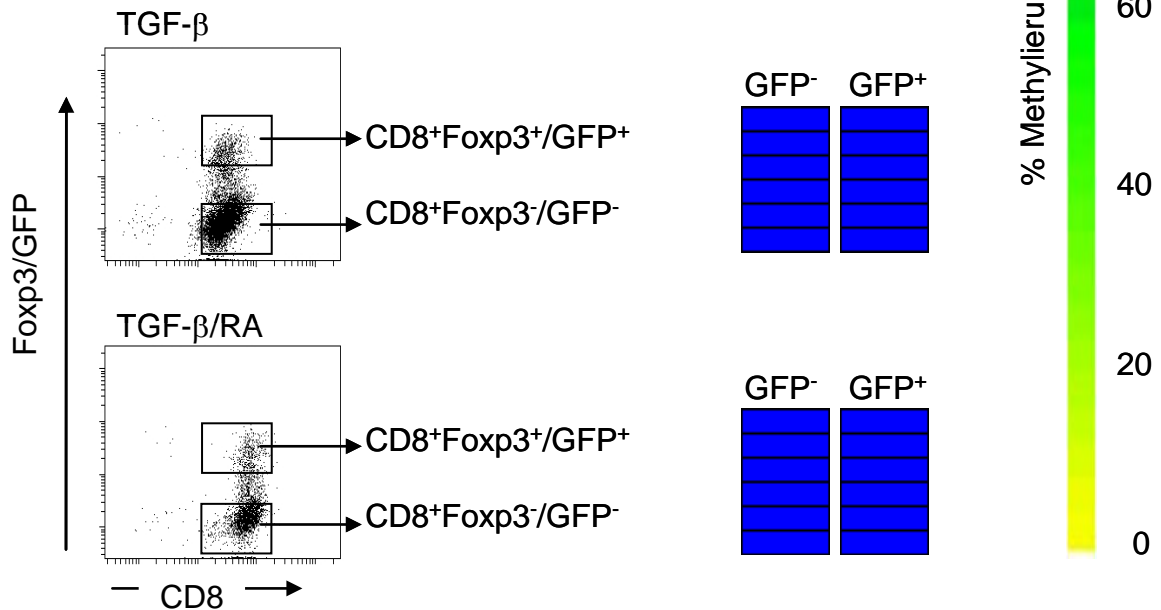 TGF-β
60
% Methylieru
GFP⁻ GFP⁺
CD8⁺Foxp3⁺/GFP⁺
40
CD8⁺Foxp3⁻/GFP⁻
Foxp3/GFP
TGF-β/RA
20
GFP⁻ GFP⁺
CD8⁺Foxp3⁺/GFP⁺
CD8⁺Foxp3⁻/GFP⁻
0
CD8